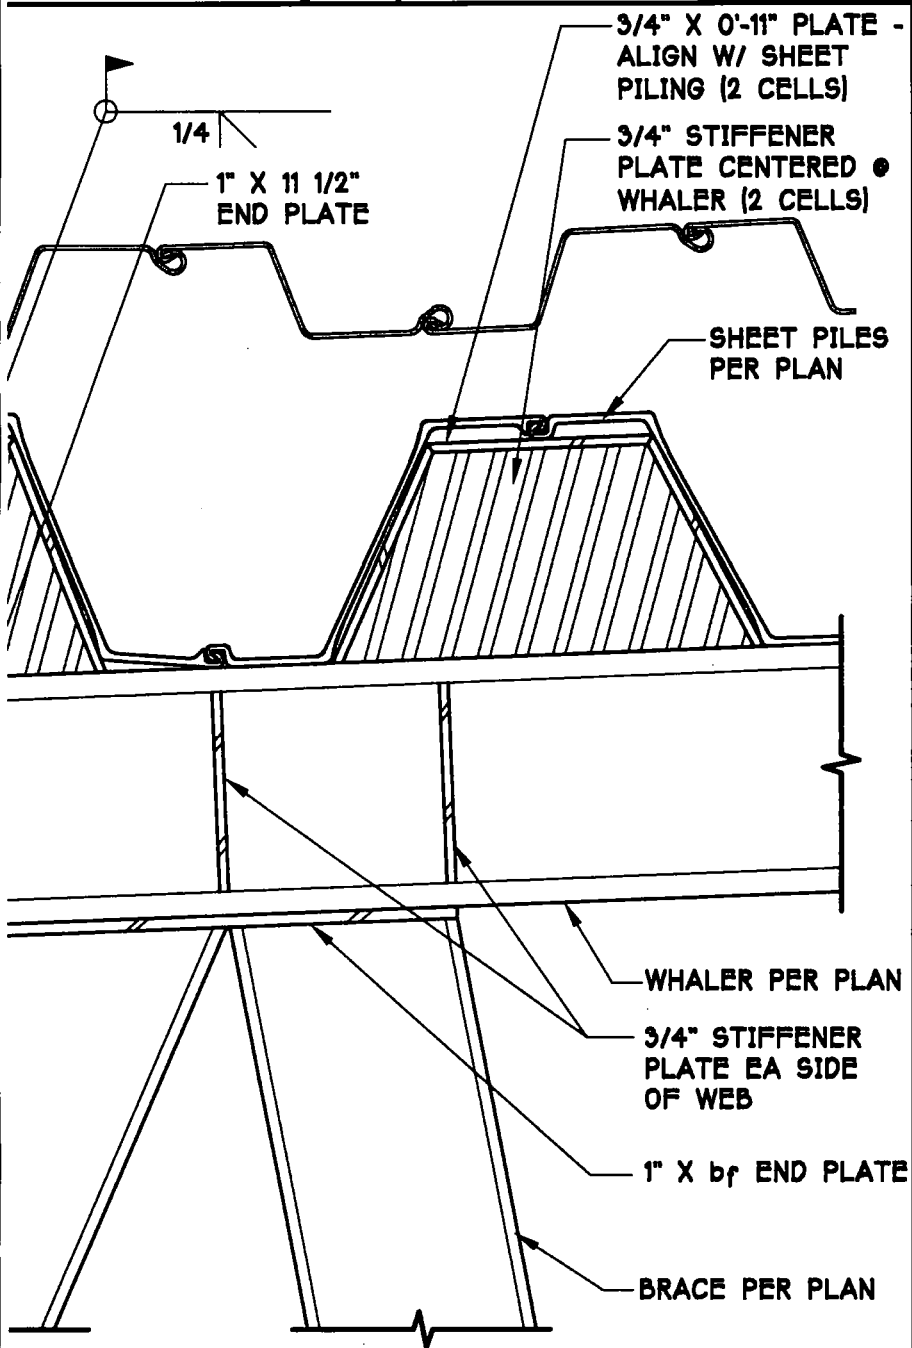 3/4" X 0'-11" PLATE -
ALIGN W/ SHEET
PILING (2 CELLS)
3/4" STIFFENER
PLATE CENTERED @
WHALER (2 CELLS)
1/4
1" X 11 1/2"
END PLATE
SHEET PILES
PER PLAN
WHALER PER PLAN
3/4" STIFFENER
PLATE EA SIDE
OF WEB
1" X bf END PLATE
BRACE PER PLAN